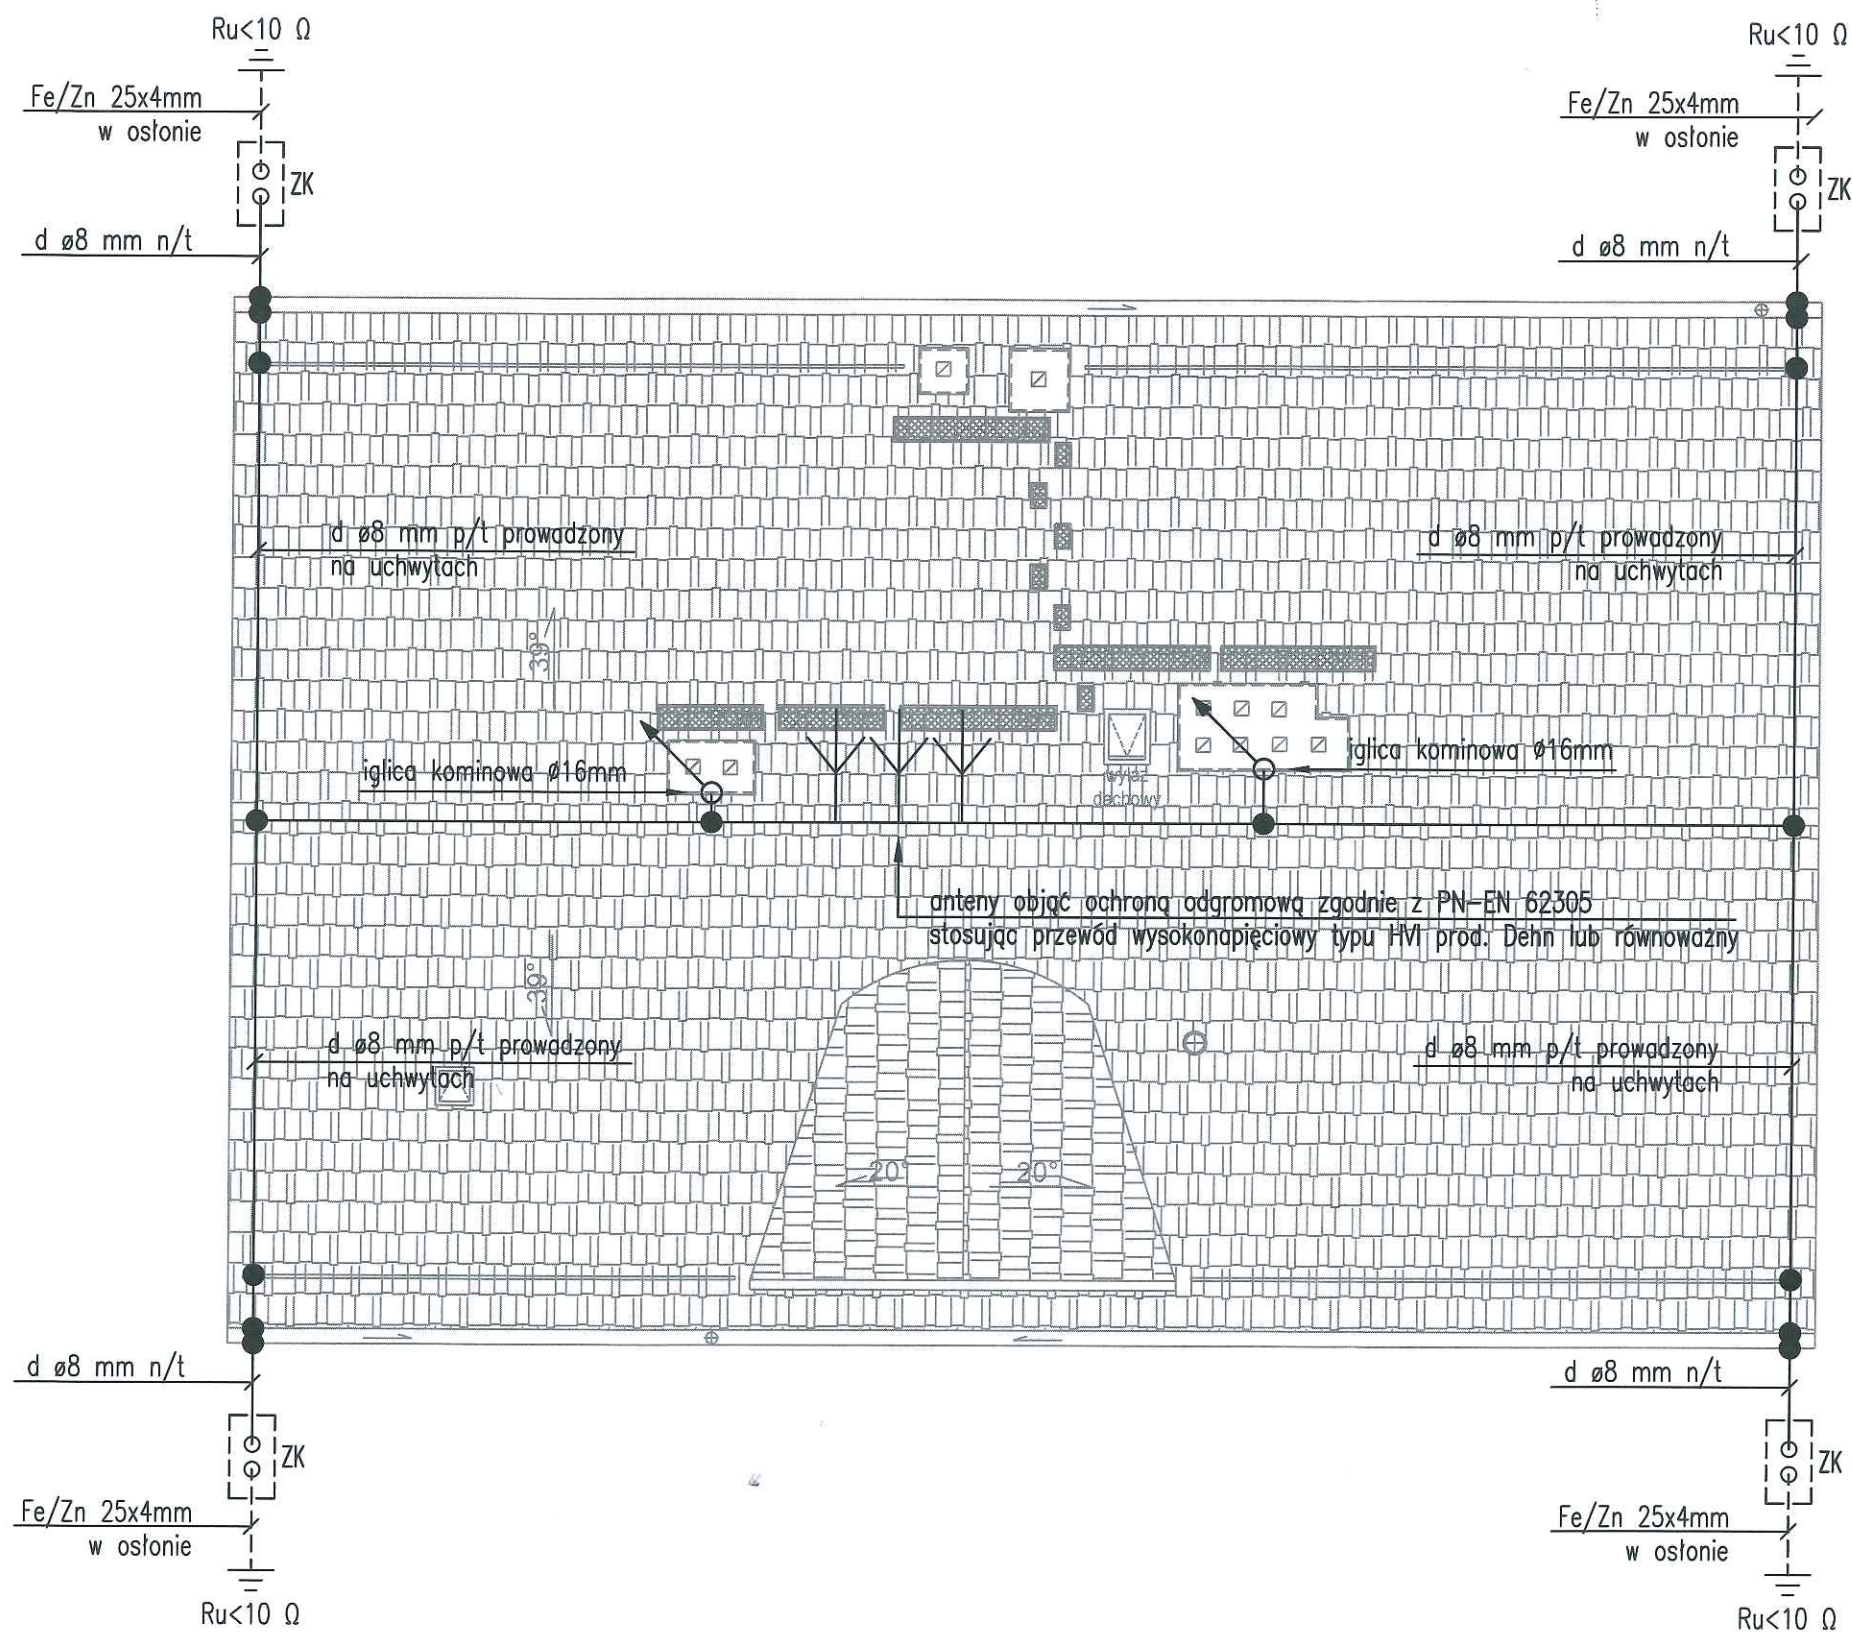 Ru<10 Ω
Ru<10 Ω
Fe/Zn 25x4mm
w osłonie
Fe/Zn 25x4mm
w osłonie
ZK
ZK
d ø8 mm n/t
d ø8 mm n/t
d ø8 mm p/t prowadzony
na uchwytach
d ø8 mm p/t prowadzony
na uchwytach
39°
iglica kominowa Ø16mm
iglica kominowa Ø16mm
wyłaz
dachowy
anteny objąć ochroną odgromową zgodnie z PN-EN 62305
stosując przewód wysokonapięciowy typu HVI prod. Dehn lub równoważny
39°
d ø8 mm p/t prowadzony
na uchwytach
d ø8 mm p/t prowadzony
na uchwytach
20°
20°
d ø8 mm n/t
d ø8 mm n/t
ZK
ZK
Fe/Zn 25x4mm
w osłonie
Fe/Zn 25x4mm
w osłonie
Ru<10 Ω
Ru<10 Ω